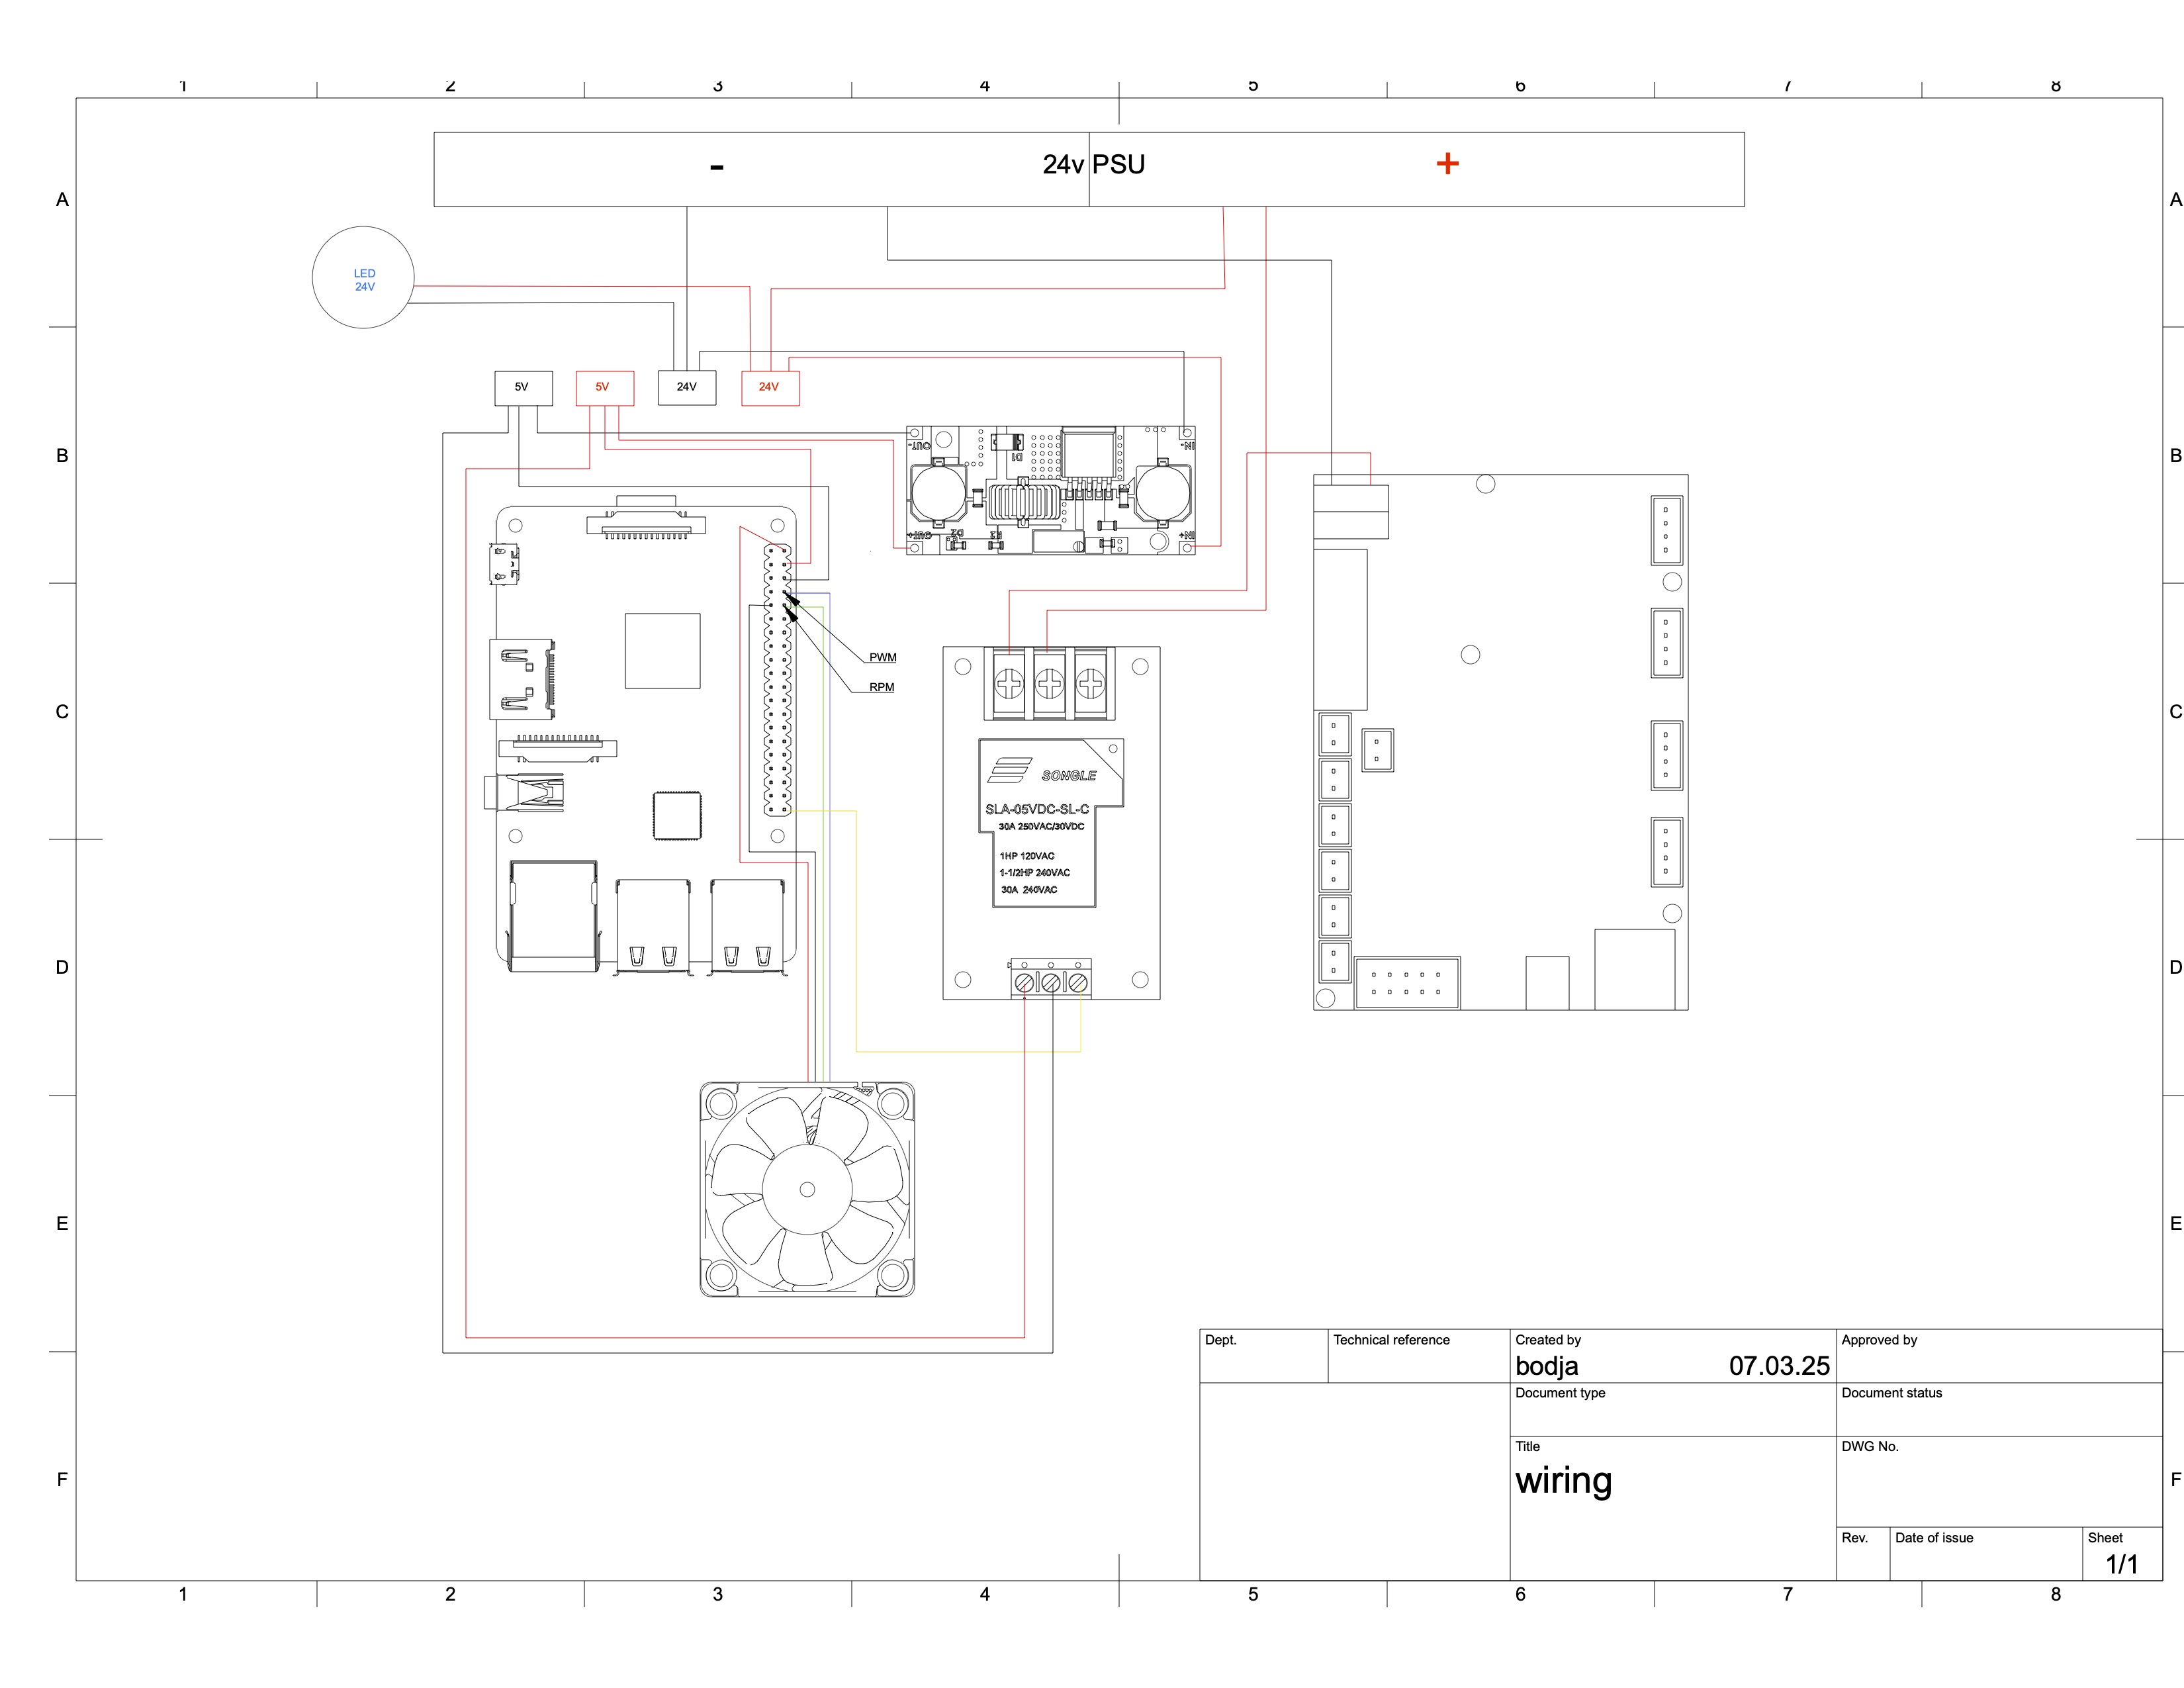 1 2 3 4 5 6 7 8
- 24v PSU +
A A
LED
24V
5V 5V 24V 24V
B B
OUT- IN-
D1
OUT+ IN+
PWM
RPM
C C
SONGLE
SLA-05VDC-SL-C
30A 250VAC/30VDC
1HP 120VAC
1-1/2HP 240VAC
30A 240VAC
D D
E E
Dept. Technical reference Created by Approved by
bodja 07.03.25
Document type Document status
Title DWG No.
wiring
F F
Rev. Date of issue Sheet
1/1
1 2 3 4 5 6 7 8